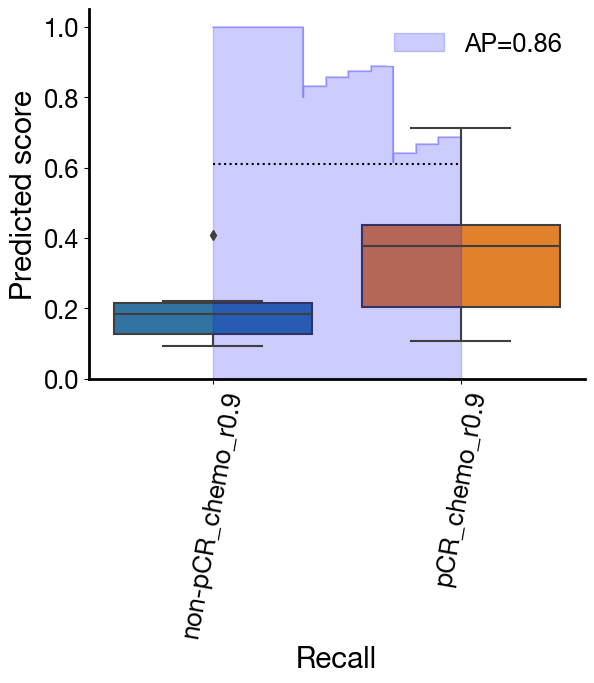 AP=0.86
Predicted score
1.0
0.8
0.6
0.4
0.2
0.0
non-pCR_chemo_r0.9
pCR_chemo_r0.9
Recall